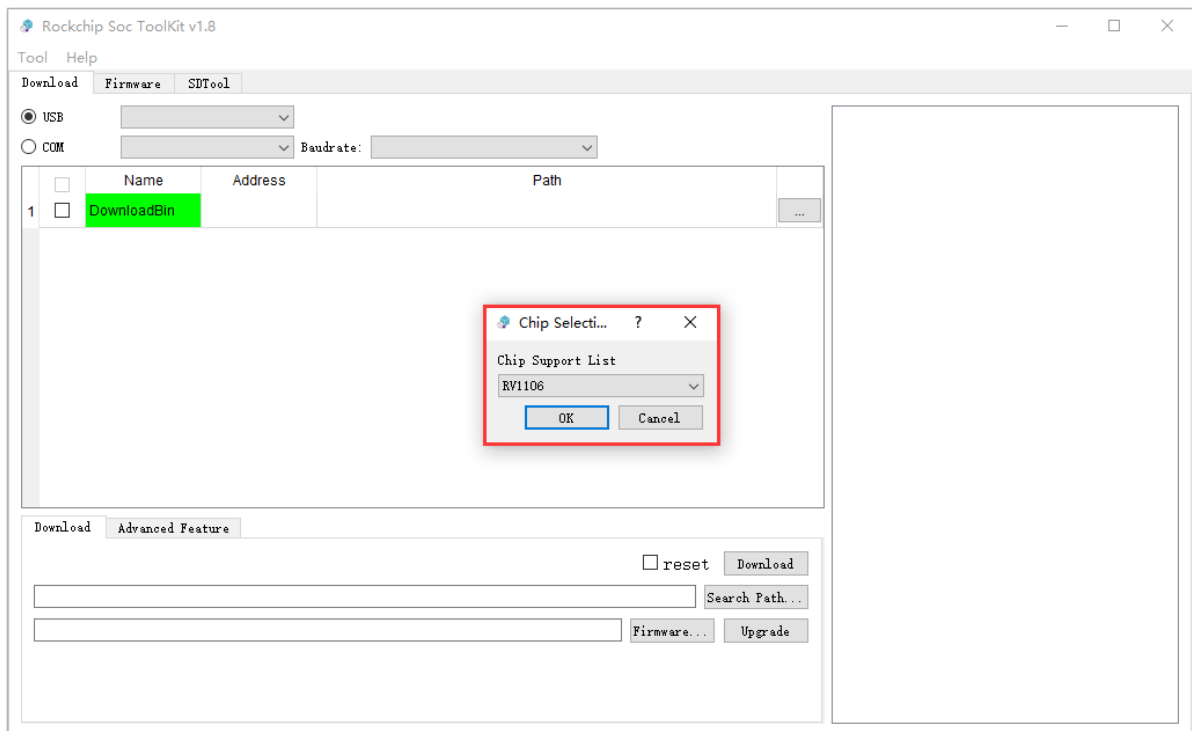 Rockchip Soc ToolKit v1.8
Tool Help
Download Firmware SDTool
USB
COM Baudrate:
Name Address Path
1 DownloadBin ...
Chip Selecti... ?
Chip Support List
RV1106
OK Cancel
Download Advanced Feature
reset Download
Search Path...
Firmware... Upgrade